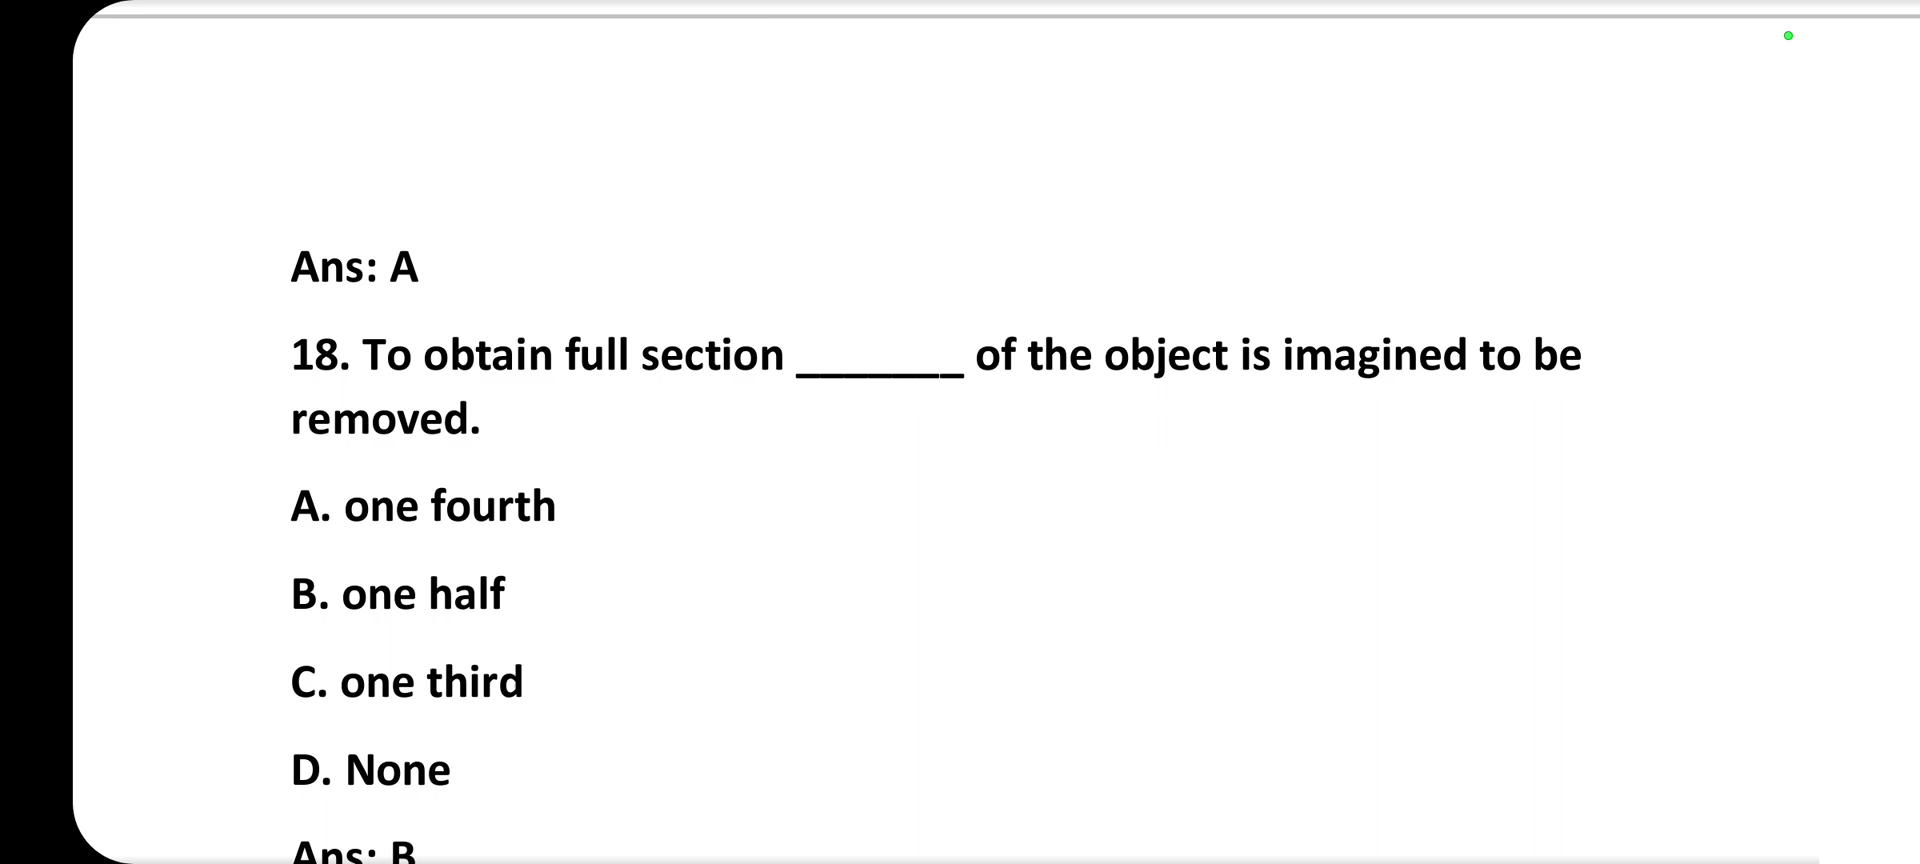 Ans: A
18. To obtain full section _______ of the object is imagined to be
removed.
A. one fourth
B. one half
C. one third
D. None
Ans: B